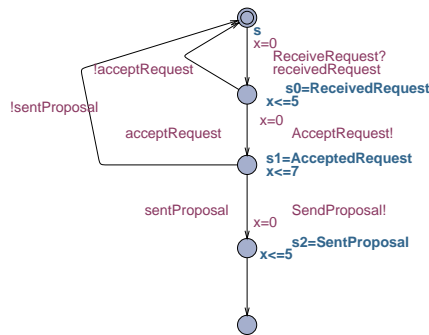 s
x=0
ReceiveRequest?
receivedRequest
!acceptRequest
s0=ReceivedRequest
x<=5
!sentProposal
x=0
acceptRequest
AcceptRequest!
s1=AcceptedRequest
x<=7
sentProposal
SendProposal!
x=0
s2=SentProposal
x<=5